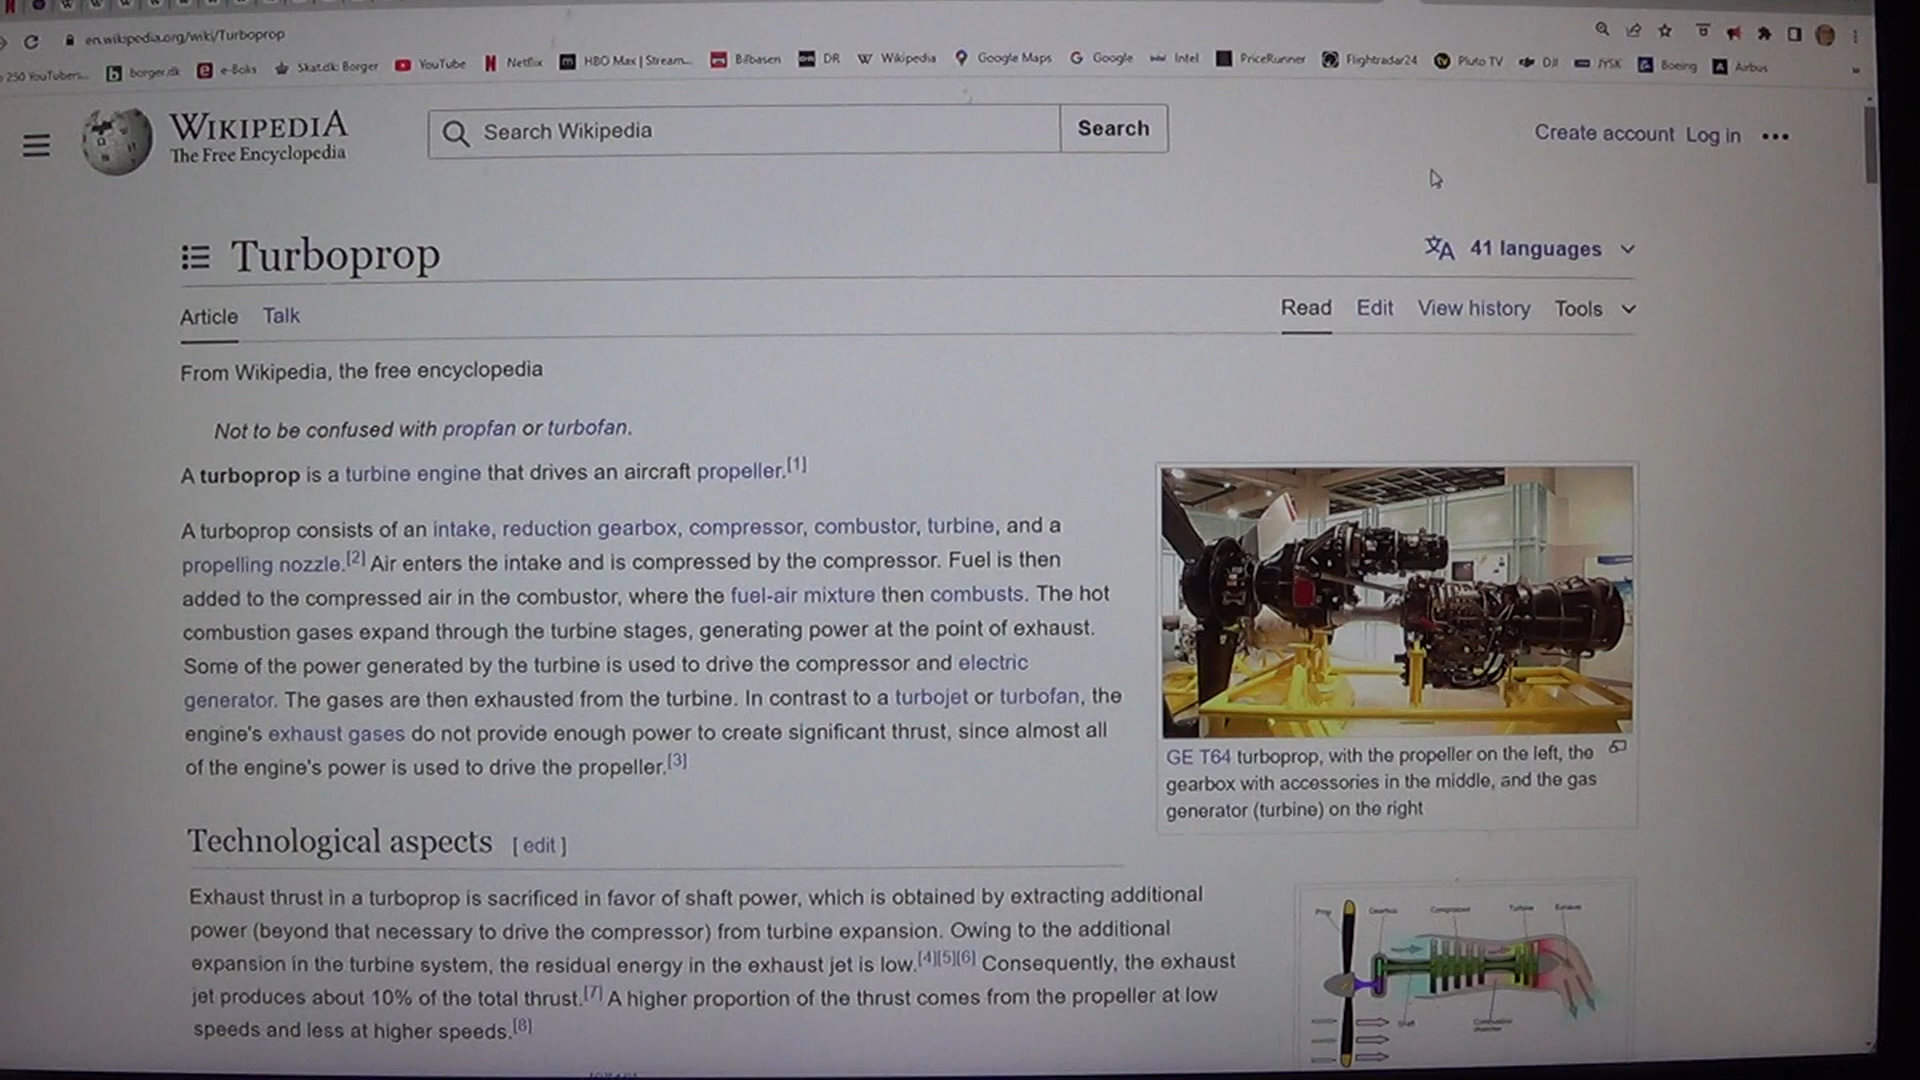 en.wikipedia.org/wiki/Turboprop
250 YouTubers... borger.dk e-Boks Skat.dk: Borger YouTube Netflix HBO Max | Stream... Bilbasen DR Wikipedia Google Maps Google Intel PriceRunner Flightradar24 Pluto TV DJI JYSK Boeing Airbus
WIKIPEDIA
The Free Encyclopedia
Search Wikipedia
Search
Create account Log in
Turboprop
41 languages
Article Talk
Read Edit View history Tools
From Wikipedia, the free encyclopedia
Not to be confused with propfan or turbofan.
A turboprop is a turbine engine that drives an aircraft propeller.[1]
A turboprop consists of an intake, reduction gearbox, compressor, combustor, turbine, and a
propelling nozzle.[2] Air enters the intake and is compressed by the compressor. Fuel is then
added to the compressed air in the combustor, where the fuel-air mixture then combusts. The hot
combustion gases expand through the turbine stages, generating power at the point of exhaust.
Some of the power generated by the turbine is used to drive the compressor and electric
generator. The gases are then exhausted from the turbine. In contrast to a turbojet or turbofan, the
engine's exhaust gases do not provide enough power to create significant thrust, since almost all
of the engine's power is used to drive the propeller.[3]
GE T64 turboprop, with the propeller on the left, the
gearbox with accessories in the middle, and the gas
generator (turbine) on the right
Technological aspects [ edit ]
Exhaust thrust in a turboprop is sacrificed in favor of shaft power, which is obtained by extracting additional
power (beyond that necessary to drive the compressor) from turbine expansion. Owing to the additional
expansion in the turbine system, the residual energy in the exhaust jet is low.[4][5][6] Consequently, the exhaust
jet produces about 10% of the total thrust.[7] A higher proportion of the thrust comes from the propeller at low
speeds and less at higher speeds.[8]
Prop Gearbox Compressor Turbine Exhaust
Shaft Combustion
chamber